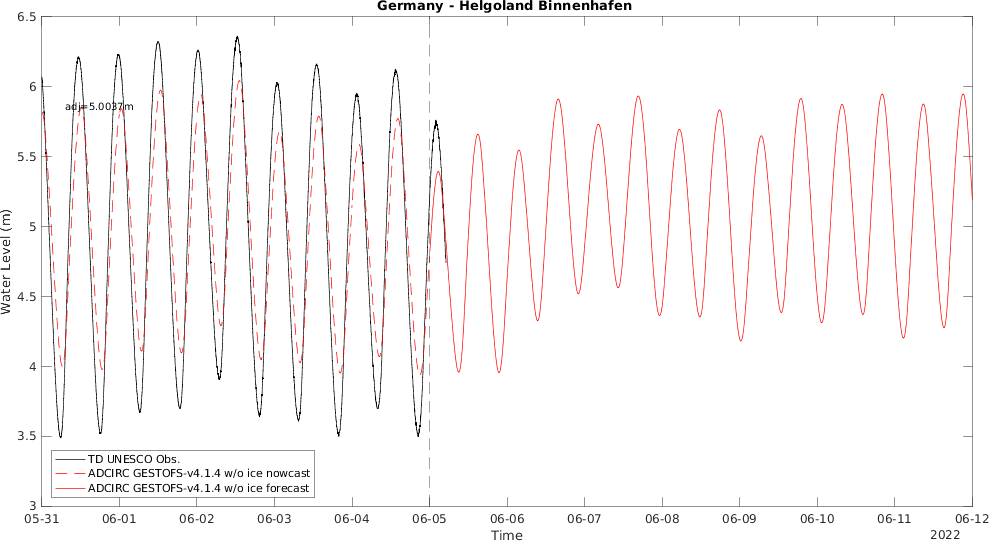 Germany - Helgoland Binnenhafen
6.5
6
5.5
5
4.5
4
3.5
3
Water Level (m)
adj=5.0037m
TD UNESCO Obs.
ADCIRC GESTOFS-v4.1.4 w/o ice nowcast
ADCIRC GESTOFS-v4.1.4 w/o ice forecast
05-31 06-01 06-02 06-03 06-04 06-05 06-06 06-07 06-08 06-09 06-10 06-11 06-12
Time
2022